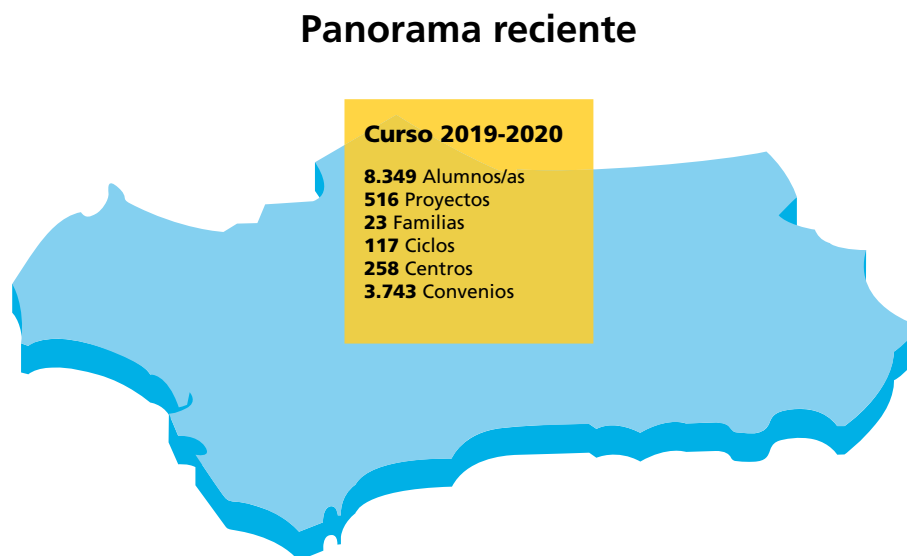 Panorama reciente
Curso 2019-2020
8.349 Alumnos/as
516 Proyectos
23 Familias
117 Ciclos
258 Centros
3.743 Convenios